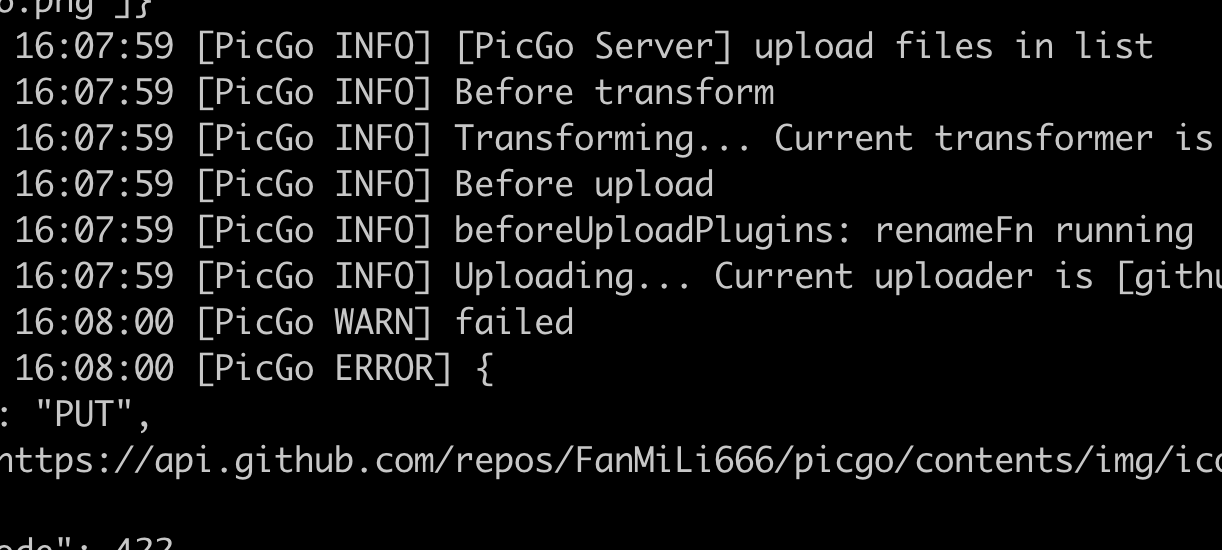 o.png ]}
16:07:59 [PicGo INFO] [PicGo Server] upload files in list
16:07:59 [PicGo INFO] Before transform
16:07:59 [PicGo INFO] Transforming... Current transformer is
16:07:59 [PicGo INFO] Before upload
16:07:59 [PicGo INFO] beforeUploadPlugins: renameFn running
16:07:59 [PicGo INFO] Uploading... Current uploader is [githu
16:08:00 [PicGo WARN] failed
16:08:00 [PicGo ERROR] {
: "PUT",
https://api.github.com/repos/FanMiLi666/picgo/contents/img/ico
ode": 422